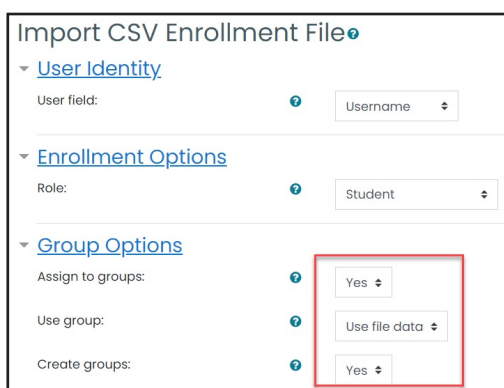 Import CSV Enrollment File
User Identity
User field: Username
Enrollment Options
Role: Student
Group Options
Assign to groups: Yes
Use group: Use file data
Create groups: Yes